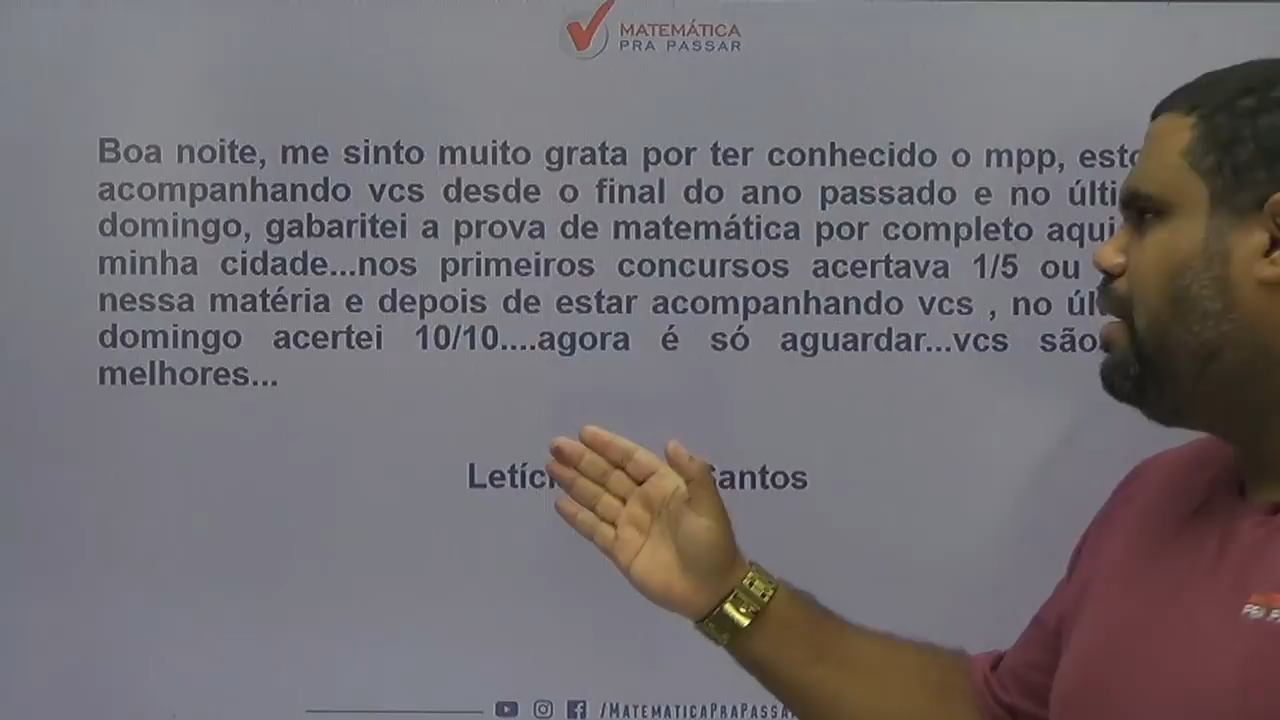 MATEMÁTICA
PRA PASSAR
Boa noite, me sinto muito grata por ter conhecido o mpp,
acompanhando vcs desde o final do ano passado e no
domingo, gabaritei a prova de matemática por completo aqui
minha cidade...nos primeiros concursos acertava 1/5 ou
nessa matéria e depois de estar acompanhando vcs , no
domingo acertei 10/10....agora é só aguardar...vcs são
melhores...